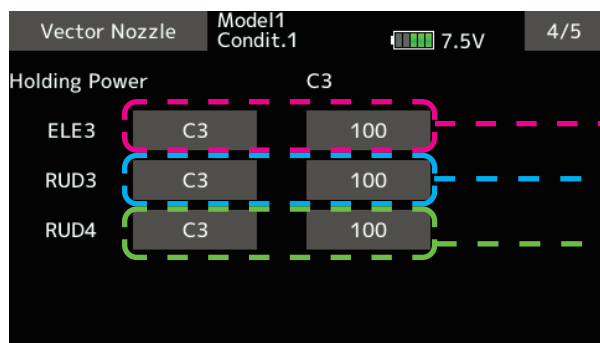 Vector Nozzle Model1 Condit.1 7.5V 4/5
Holding Power C3
ELE3 C3 100
RUD3 C3 100
RUD4 C3 100